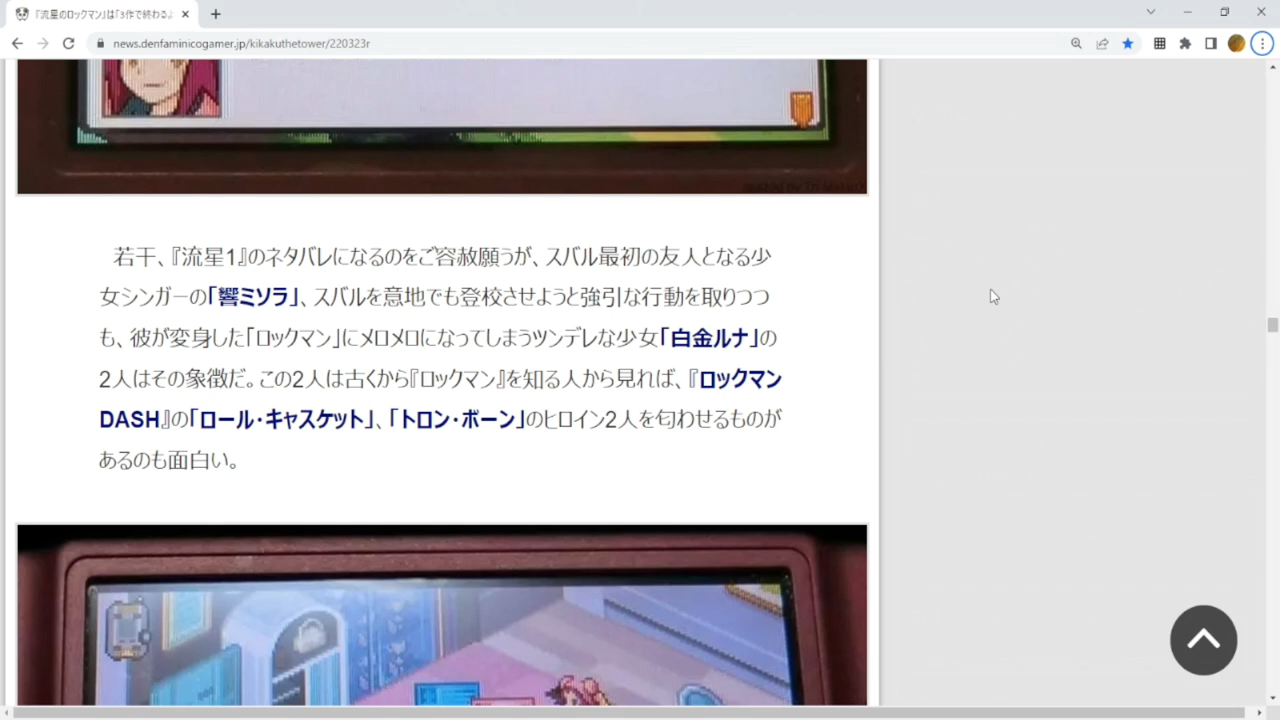 『流星のロックマン』は「3作で終わるよ
news.denfaminicogamer.jp/kikakuthetower/220323r
若干、『流星1』のネタバレになるのをご容赦願うが、スバル最初の友人となる少
女シンガーの「響ミソラ」、スバルを意地でも登校させようと強引な行動を取りつつ
も、彼が変身した「ロックマン」にメロメロになってしまうツンデレな少女「白金ルナ」の
2人はその象徴だ。この2人は古くから『ロックマン』を知る人から見れば、『ロックマン
DASH』の「ロール・キャスケット」、「トロン・ボーン」のヒロイン2人を匂わせるものが
あるのも面白い。